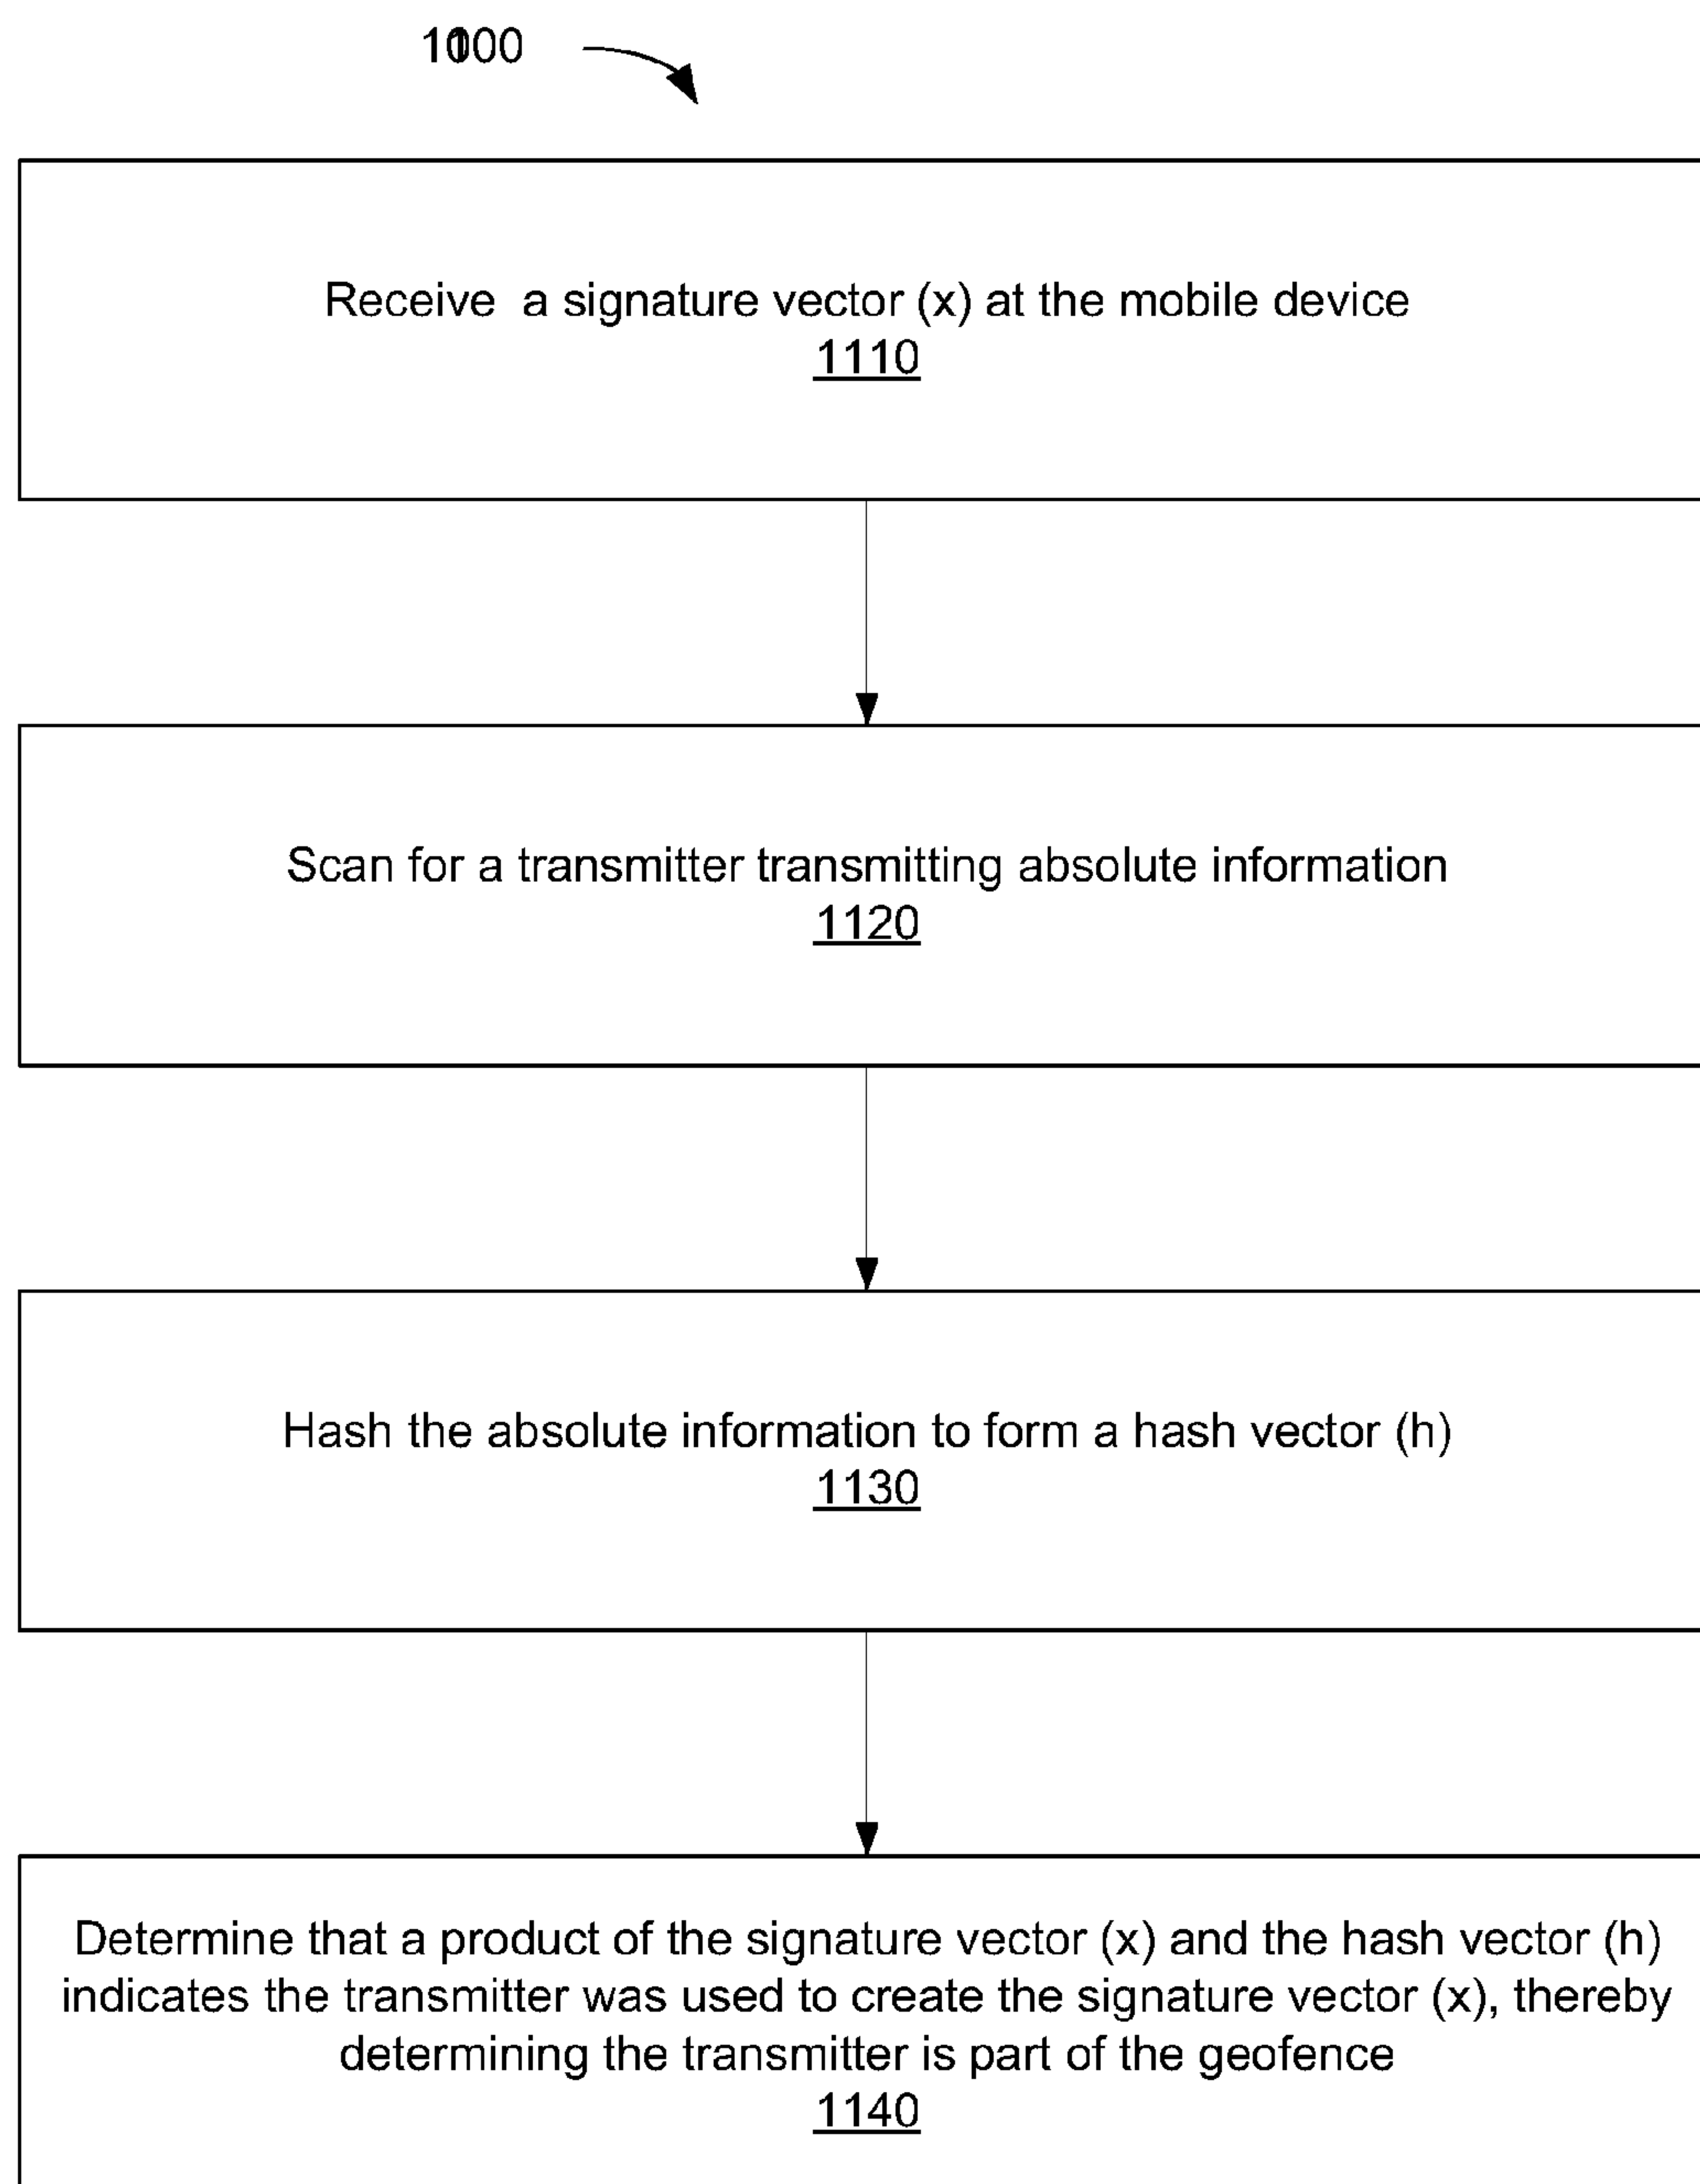 Receive a signature vector (x) at the mobile device
1110
Scan for a transmitter transmitting absolute information
1120
Hash the absolute information to form a hash vector (h)
1130
Determine that a product of the signature vector (x) and the hash vector (h)
indicates the transmitter was used to create the signature vector (x), thereby
determining the transmitter is part of the geofence
1140